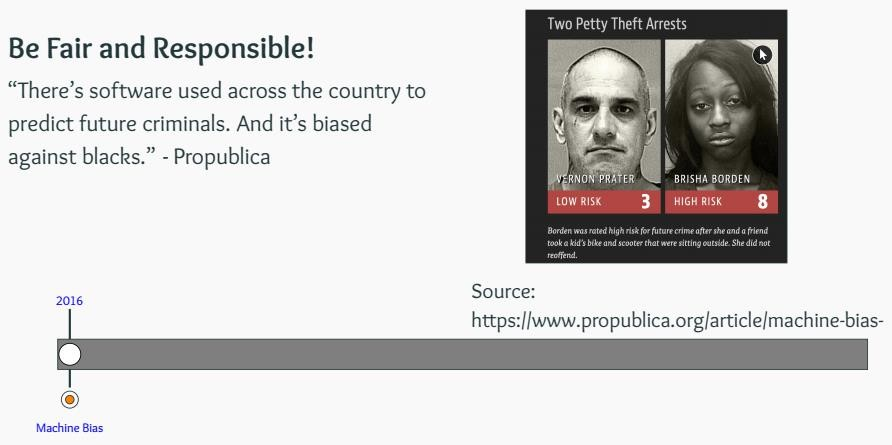 Be Fair and Responsible!
“There’s software used across the country to
predict future criminals. And it’s biased
against blacks.” - Propublica
Two Petty Theft Arrests
VERNON PRATER
LOW RISK 3
BRISHA BORDEN
HIGH RISK 8
Borden was rated high risk for future crime after she and a friend
took a kid’s bike and scooter that were sitting outside. She did not
reoffend.
Source:
https://www.propublica.org/article/machine-bias-
2016
Machine Bias